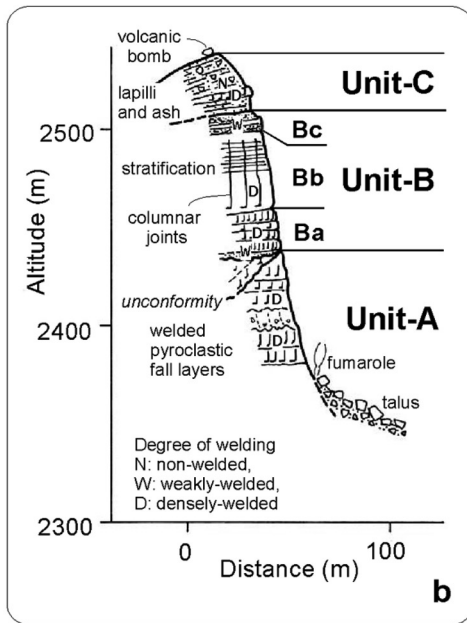 volcanic
bomb
lapilli
and ash
N
D
Unit-C
2500
W
Bc
stratification
Bb
Unit-B
D
columnar
joints
D
Ba
W
unconformity
D
Unit-A
2400
welded
pyroclastic
fall layers
D
fumarole
talus
Degree of welding
N: non-welded,
W: weakly-welded,
D: densely-welded
2300
Altitude (m)
0
100
Distance (m)
b